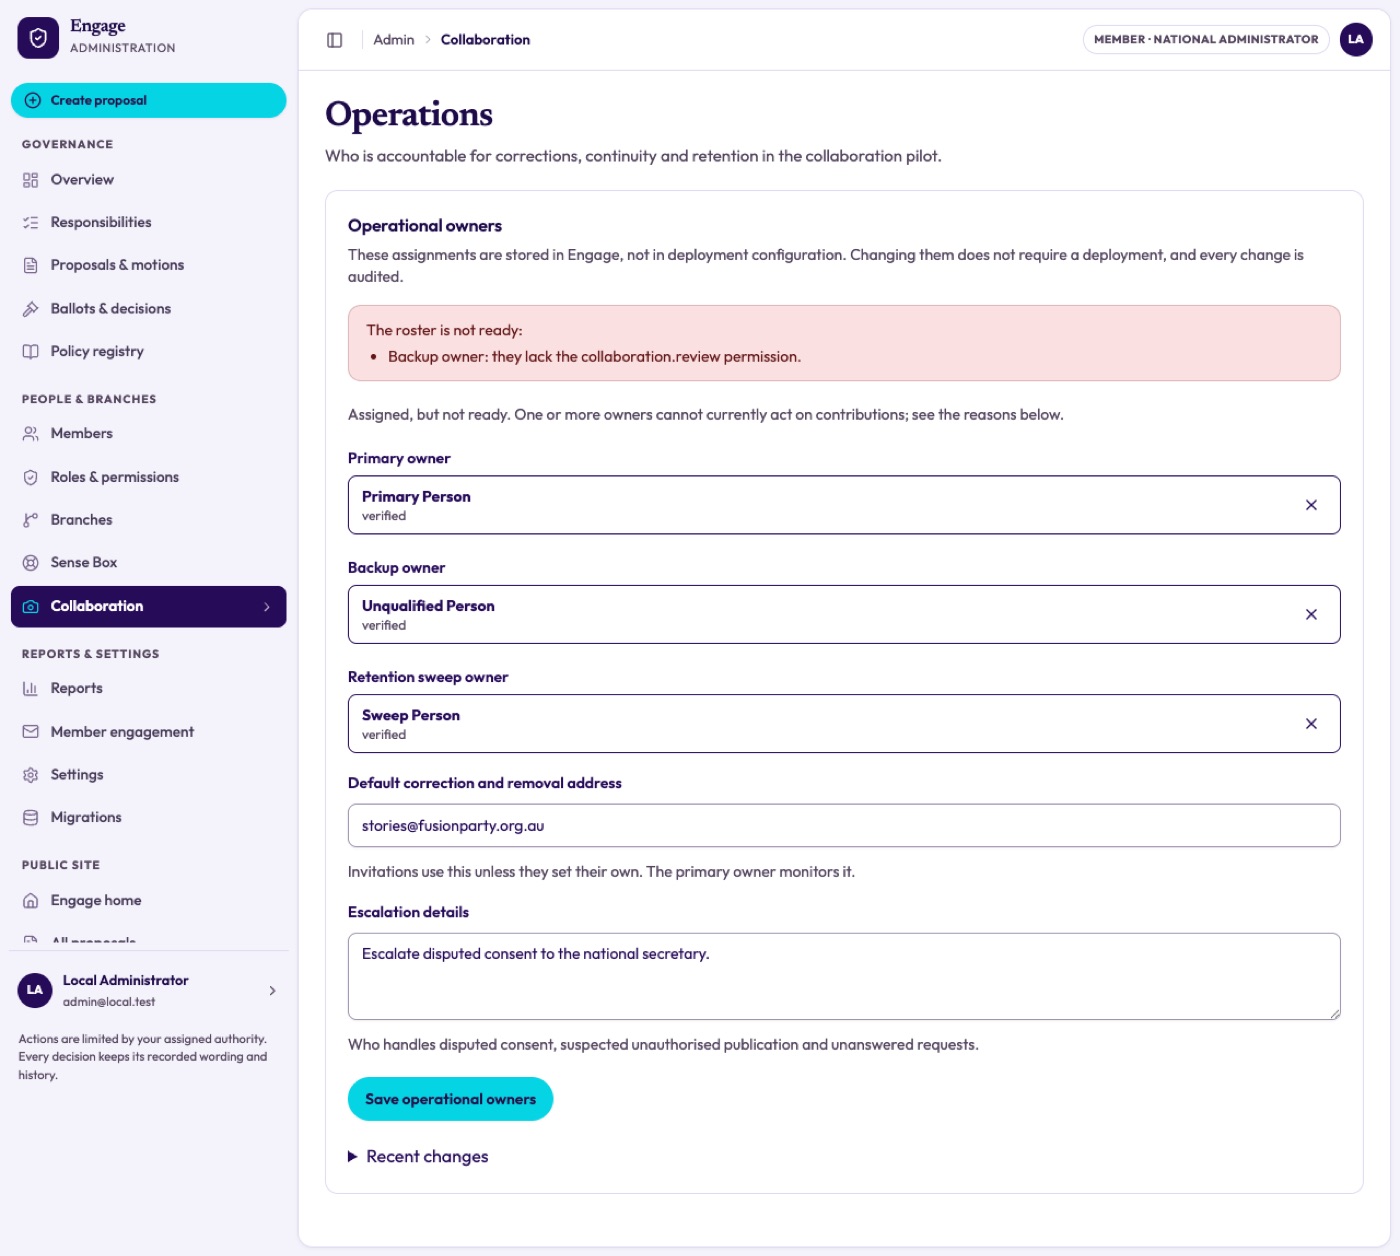 Engage
ADMINISTRATION
Create proposal
GOVERNANCE
Overview
Responsibilities
Proposals & motions
Ballots & decisions
Policy registry
PEOPLE & BRANCHES
Members
Roles & permissions
Branches
Sense Box
Collaboration
REPORTS & SETTINGS
Reports
Member engagement
Settings
Migrations
PUBLIC SITE
Engage home
All proposals
LA
Local Administrator
admin@local.test
Actions are limited by your assigned authority.
Every decision keeps its recorded wording and
history.
Admin
Collaboration
MEMBER · NATIONAL ADMINISTRATOR
LA
Operations
Who is accountable for corrections, continuity and retention in the collaboration pilot.
Operational owners
These assignments are stored in Engage, not in deployment configuration. Changing them does not require a deployment, and every change is
audited.
The roster is not ready:
• Backup owner: they lack the collaboration.review permission.
Assigned, but not ready. One or more owners cannot currently act on contributions; see the reasons below.
Primary owner
Primary Person
verified
Backup owner
Unqualified Person
verified
Retention sweep owner
Sweep Person
verified
Default correction and removal address
stories@fusionparty.org.au
Invitations use this unless they set their own. The primary owner monitors it.
Escalation details
Escalate disputed consent to the national secretary.
Who handles disputed consent, suspected unauthorised publication and unanswered requests.
Save operational owners
Recent changes